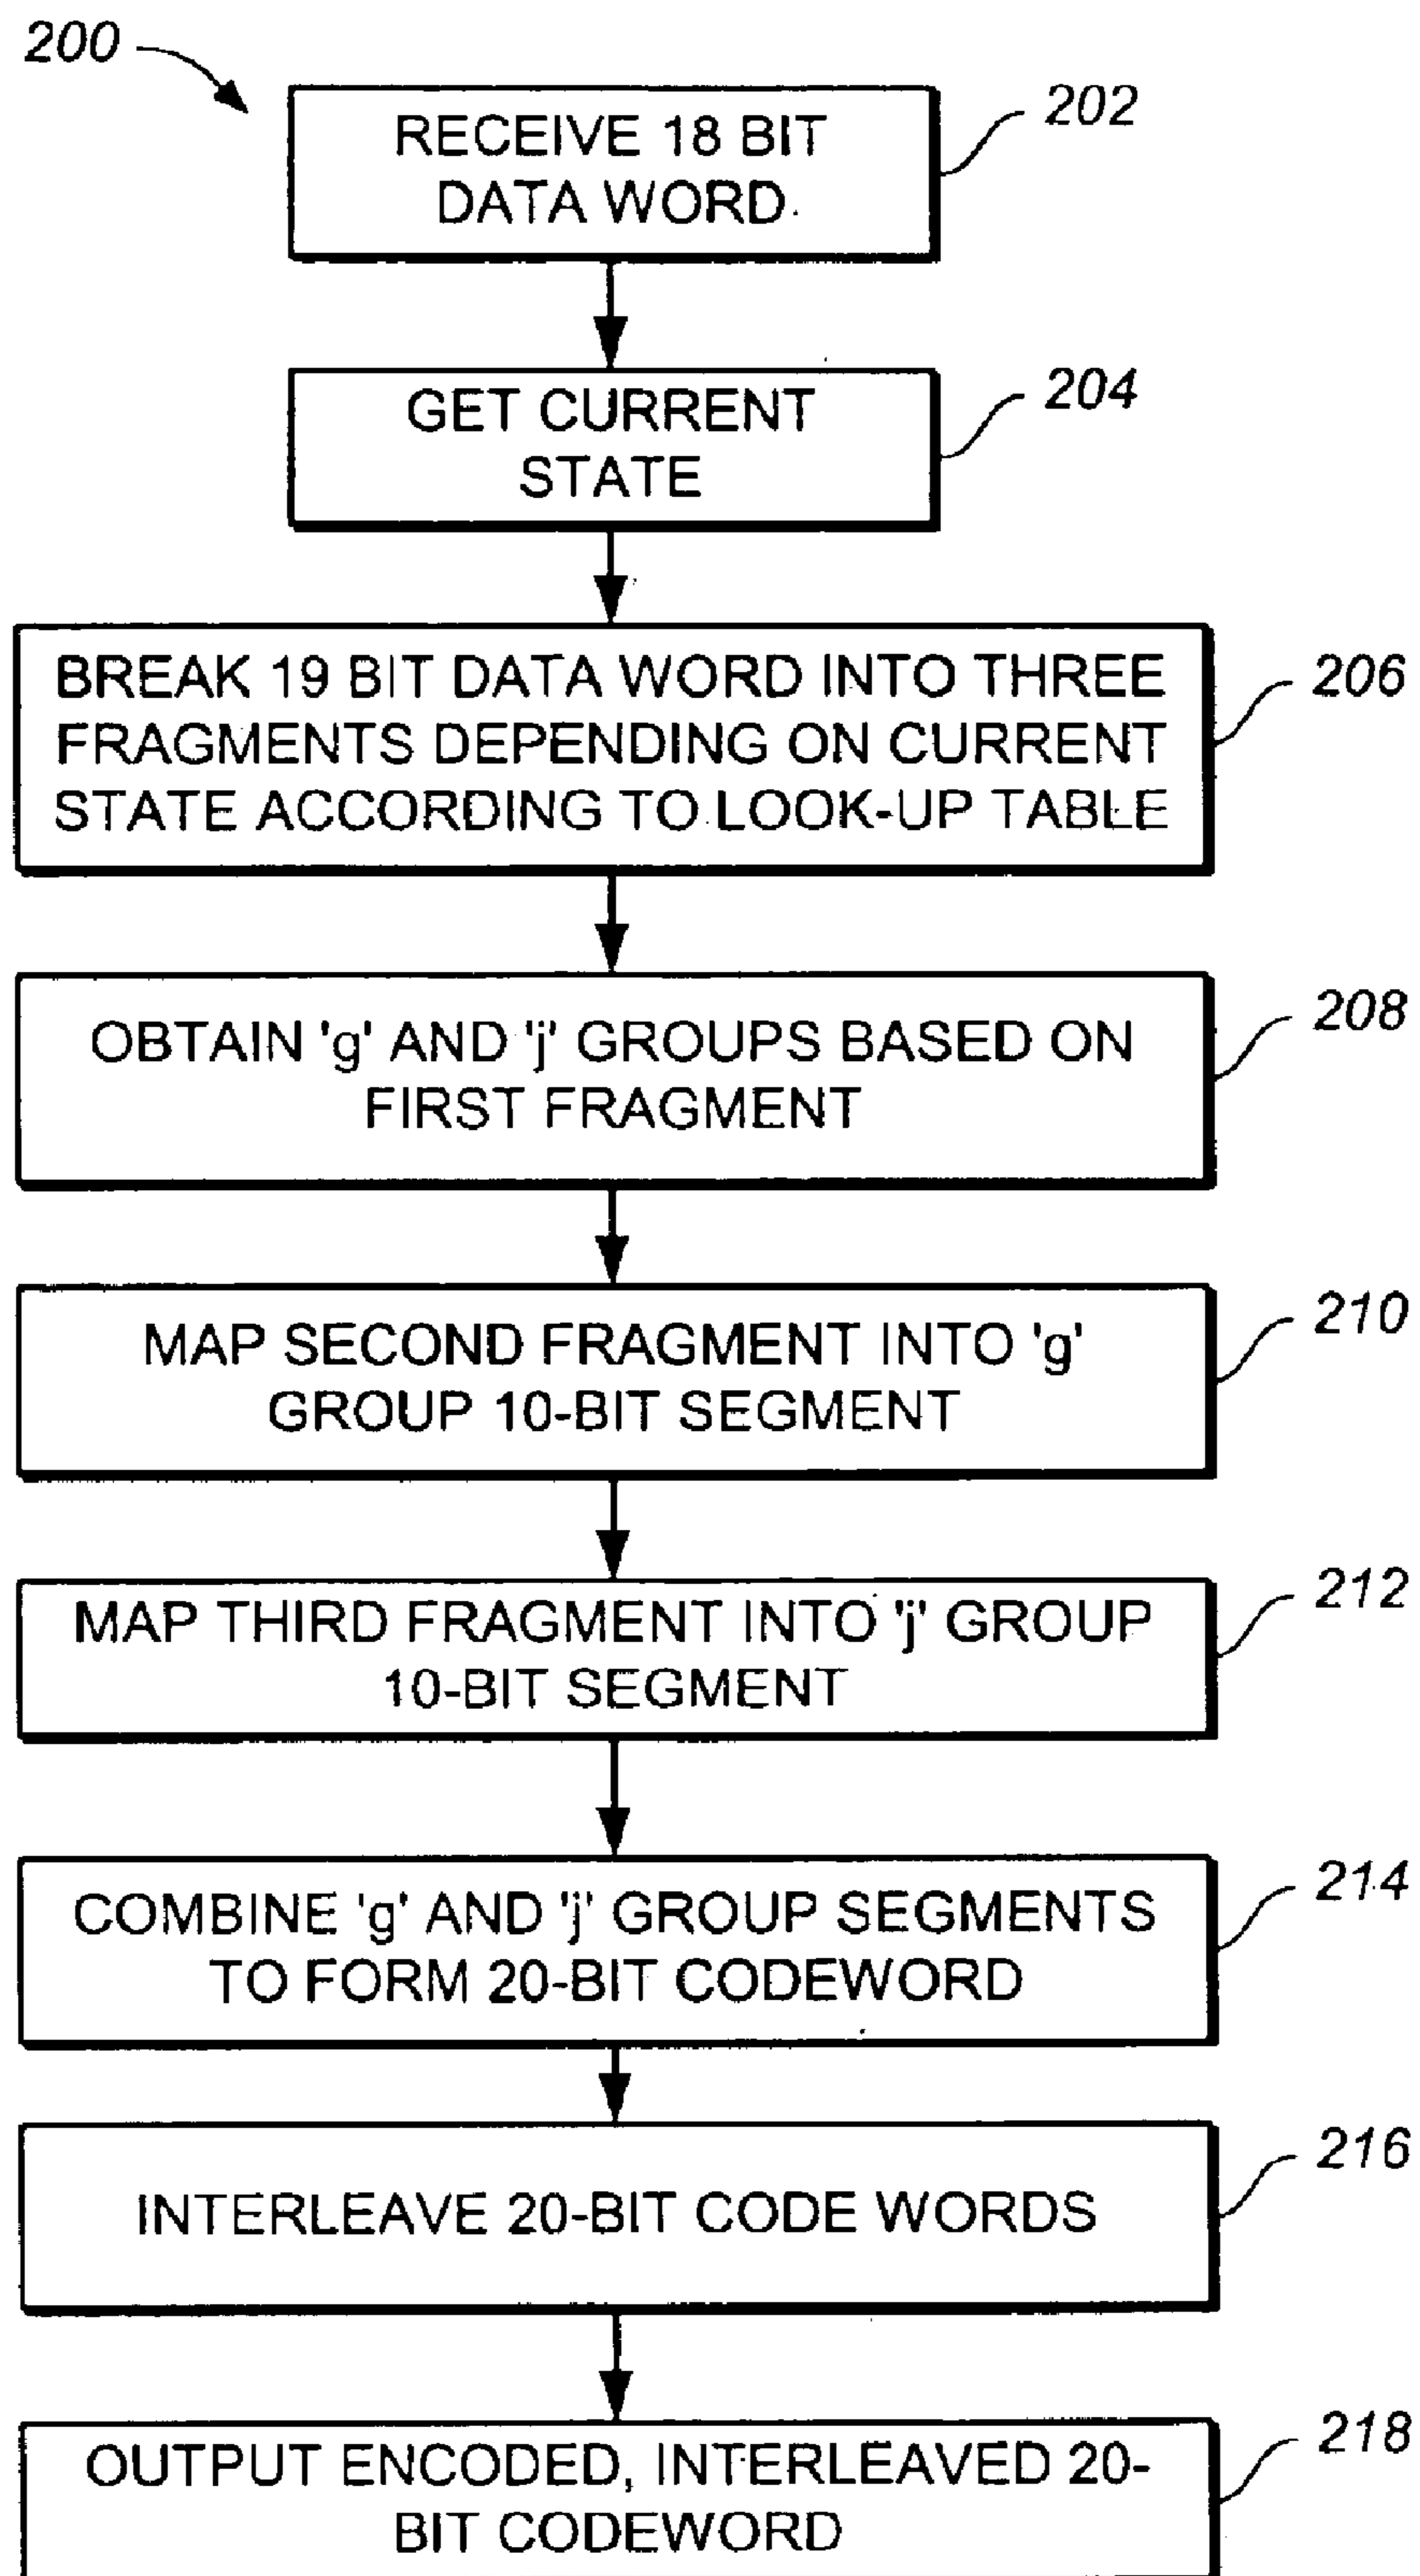 200
RECEIVE 18 BIT
DATA WORD
202
GET CURRENT
STATE
204
BREAK 19 BIT DATA WORD INTO THREE
FRAGMENTS DEPENDING ON CURRENT
STATE ACCORDING TO LOOK-UP TABLE
206
OBTAIN 'g' AND 'j' GROUPS BASED ON
FIRST FRAGMENT
208
MAP SECOND FRAGMENT INTO 'g'
GROUP 10-BIT SEGMENT
210
MAP THIRD FRAGMENT INTO 'j' GROUP
10-BIT SEGMENT
212
COMBINE 'g' AND 'j' GROUP SEGMENTS
TO FORM 20-BIT CODEWORD
214
INTERLEAVE 20-BIT CODE WORDS
216
OUTPUT ENCODED, INTERLEAVED 20-
BIT CODEWORD
218